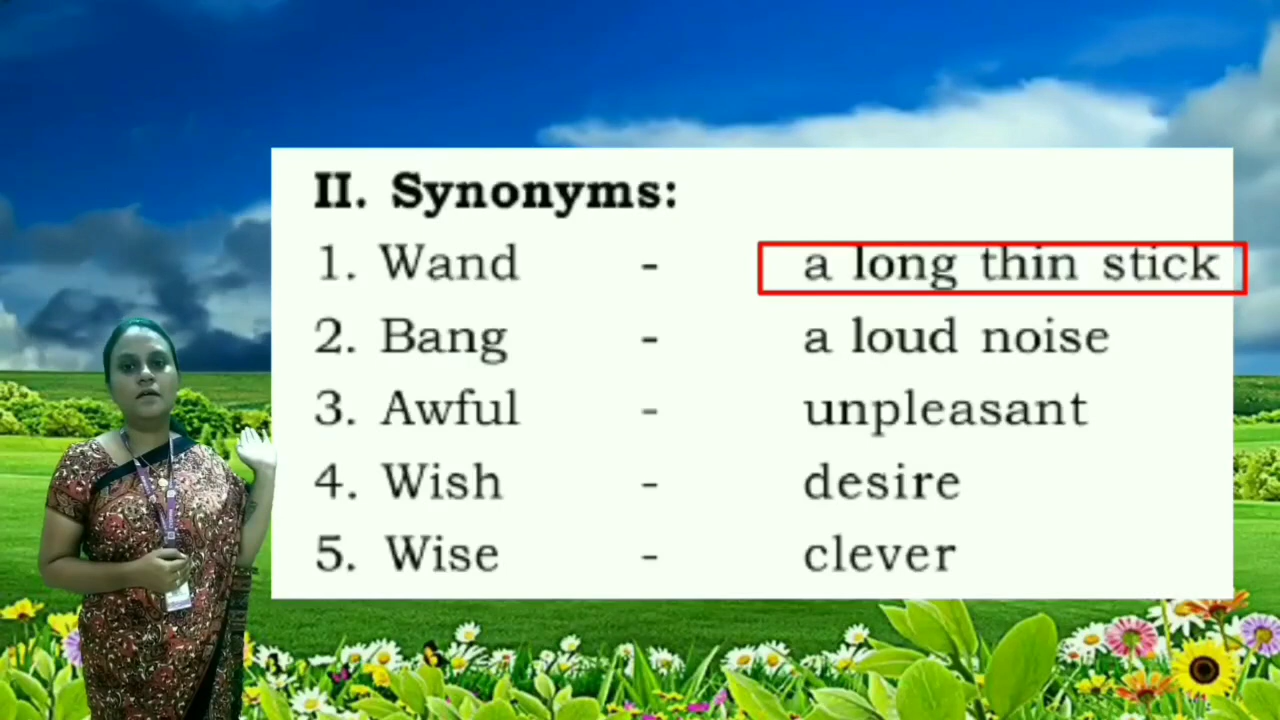 II. Synonyms:
1. Wand - a long thin stick
2. Bang - a loud noise
3. Awful - unpleasant
4. Wish - desire
5. Wise - clever